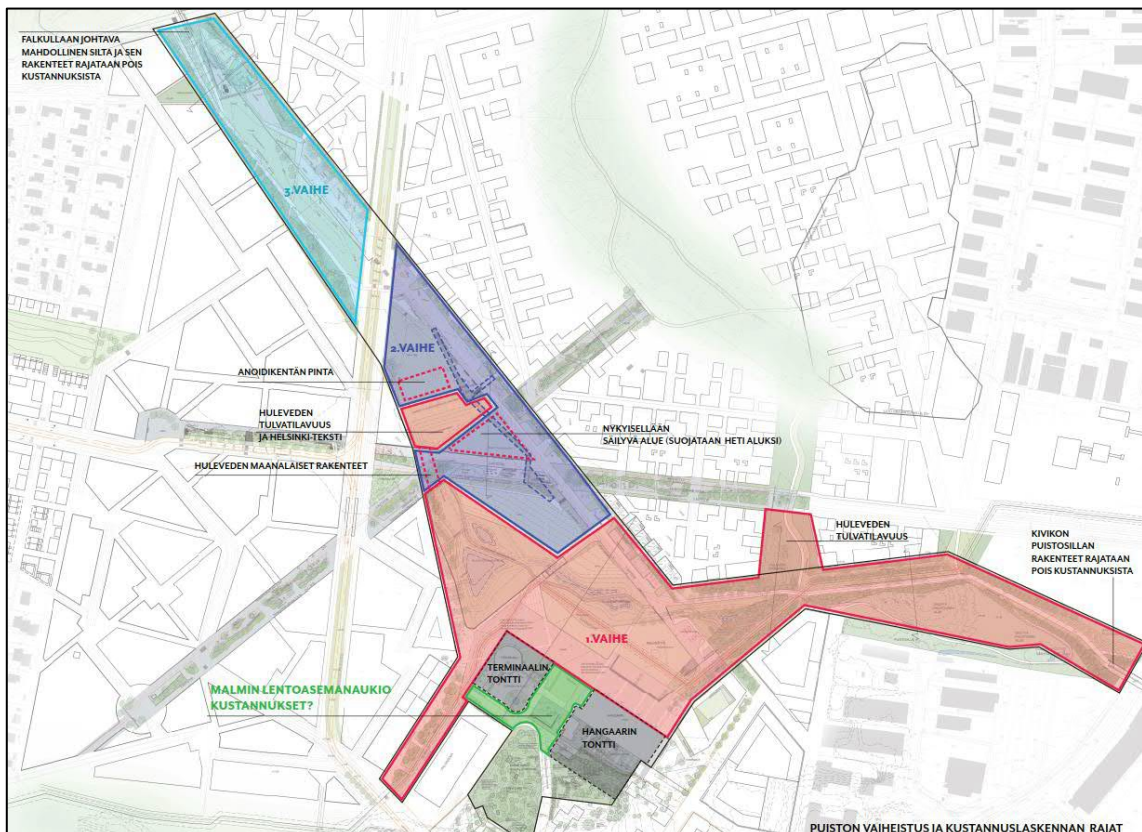 FALKULLAAN JOHTAVA
MAHDOLLINEN SILTA JA SEN
RAKENTEET RAJATAAN POIS
KUSTANNUKSISTA
3.VAIHE
2.VAIHE
ANOIDIKENTÄN PINTA
HULEVEDEN
TULVATILAVUUS
JA HELSINKI-TEKSTI
NYKYISELLÄÄN
SÄILYVÄ ALUE (SUOJATAAN HETI ALUKSI)
HULEVEDEN MAANALAISET RAKENTEET
HULEVEDEN
TULVATILAVUUS
KIVIKON
PUISTOSILLAN
RAKENTEET RAJATAAN
POIS KUSTANNUKSISTA
1.VAIHE
TERMINAALIN
TONTTI
MALMIN LENTOASEMANAUKIO
KUSTANNUKSET?
HANGAARIN
TONTTI
PUISTON VAIHEISTUS JA KUSTANNUSLASKENNAN RAJAT